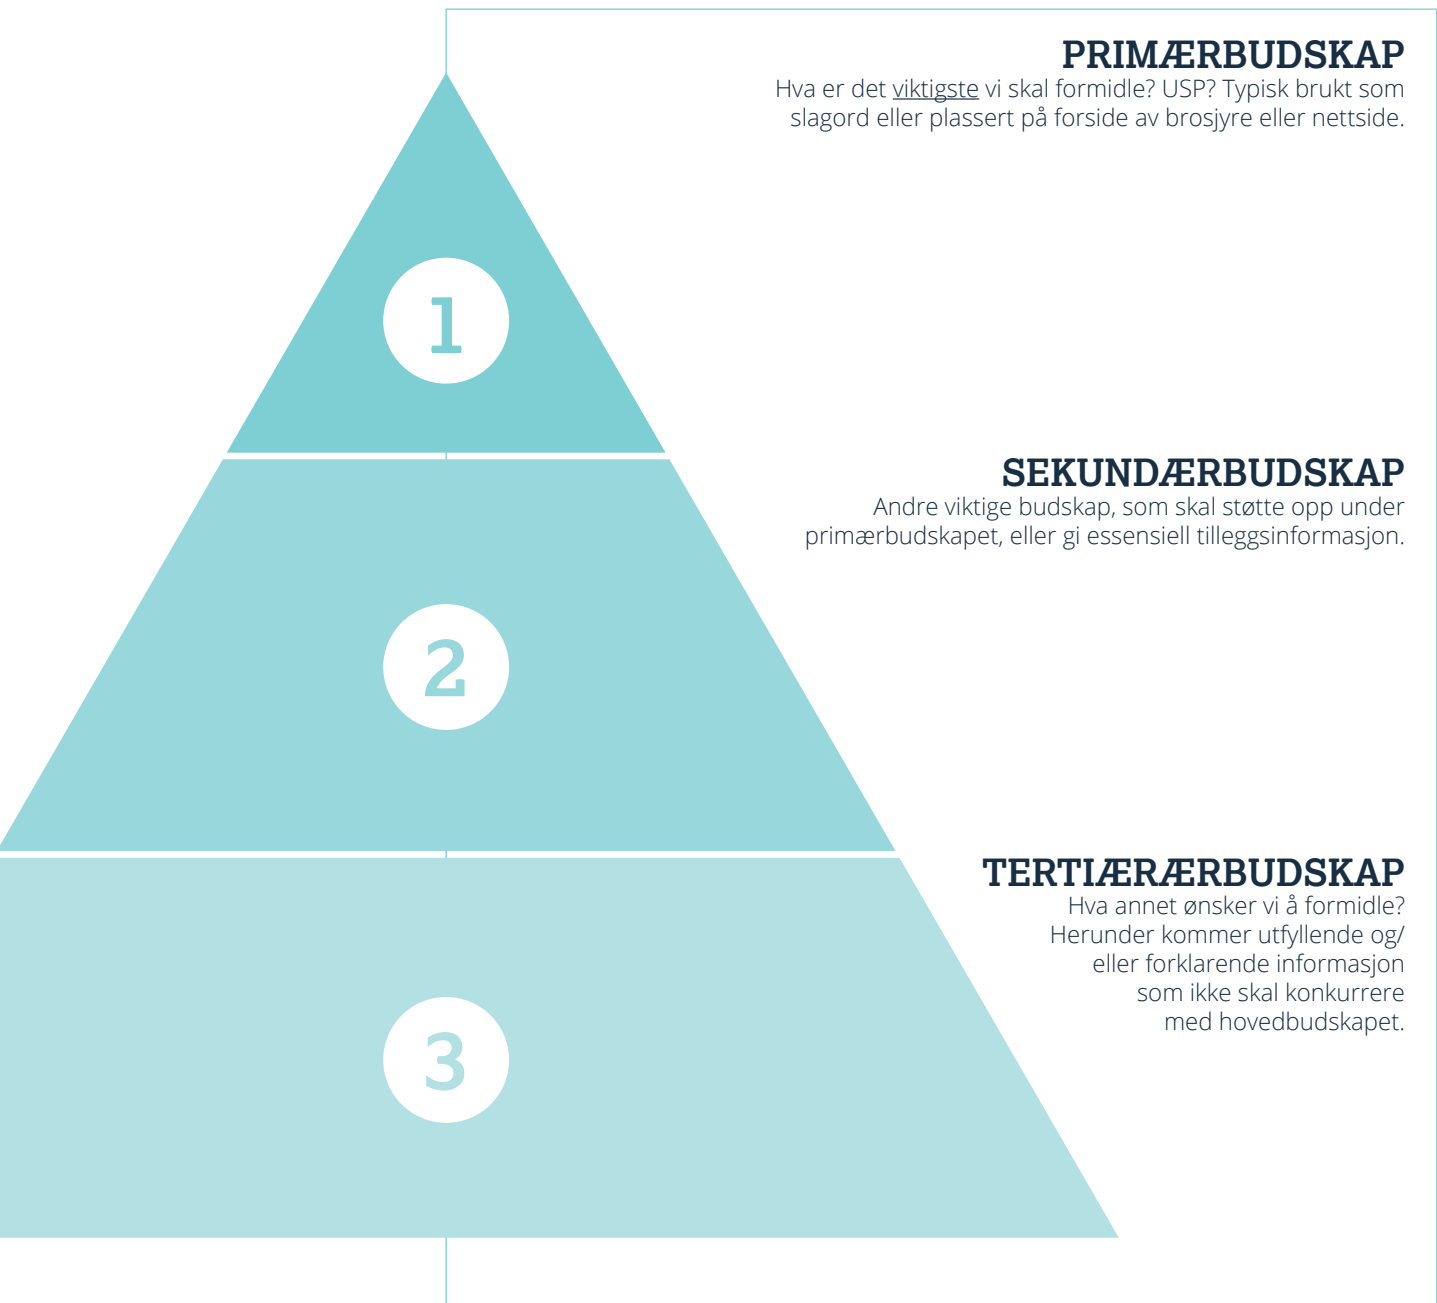 PRIMÆRBUDSKAP
Hva er det viktigste vi skal formidle? USP? Typisk brukt som
slagord eller plassert på forside av brosjyre eller nettside.
1
SEKUNDÆRBUDSKAP
Andre viktige budskap, som skal støtte opp under
primærbudskapet, eller gi essensiell tilleggsinformasjon.
2
TERTIÆRÆRBUDSKAP
Hva annet ønsker vi å formidle?
Herunder kommer utfyllende og/
eller forklarende informasjon
som ikke skal konkurrere
med hovedbudskapet.
3